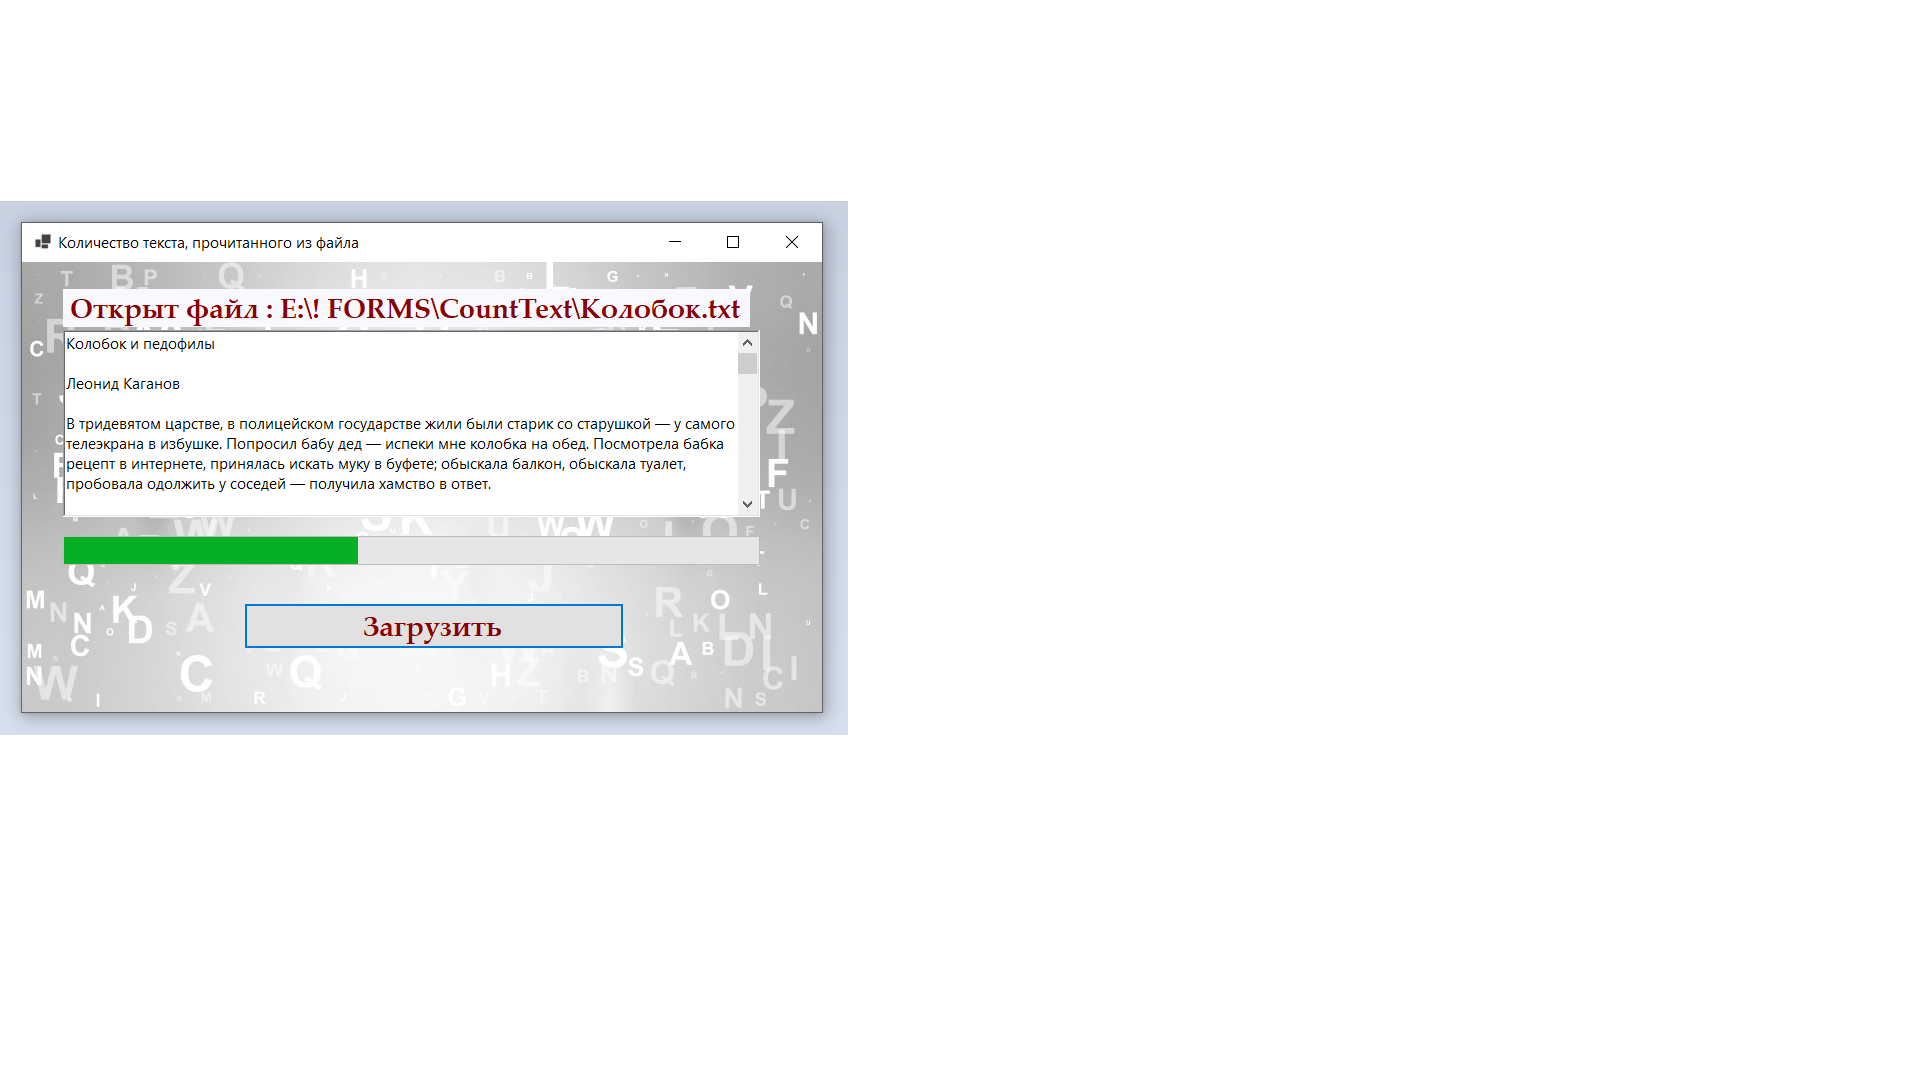 Количество текста, прочитанного из файла
Открыт файл : E:\! FORMS\CountText\Колобок.txt
Колобок и педофилы
Леонид Каганов
В тридевятом царстве, в полицейском государстве жили были старик со старушкой — у самого
телеэкрана в избушке. Попросил бабу дед — испеки мне колобка на обед. Посмотрела бабка
рецепт в интернете, принялась искать муку в буфете; обыскала балкон, обыскала туалет,
пробовала одолжить у соседей — получила хамство в ответ.
Загрузить